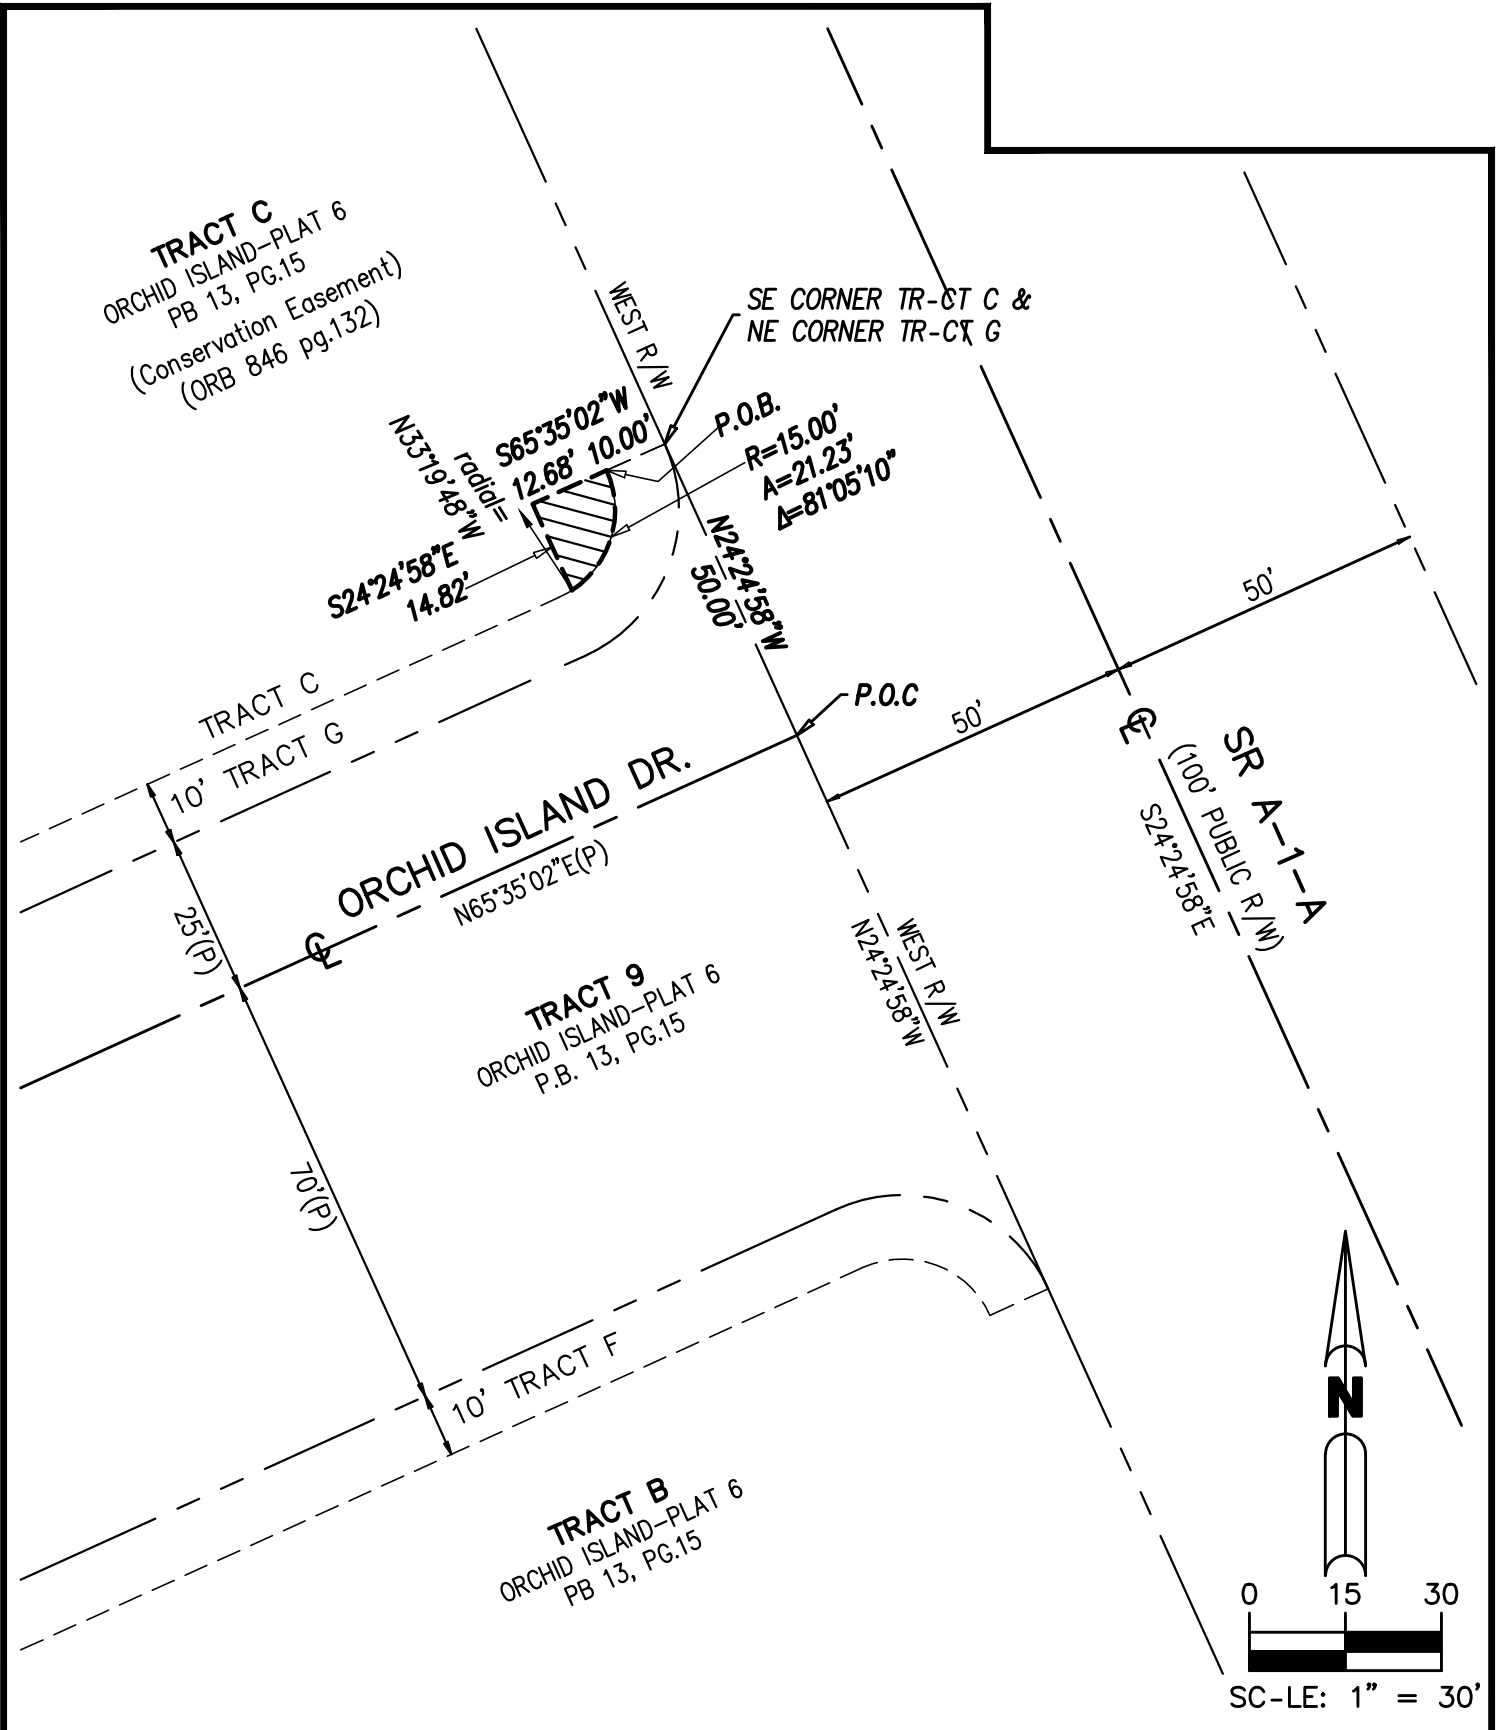 TRACT C
ORCHID ISLAND-PLAT 6
PB 13, PG.15
(Conservation Easement)
(ORB 846 pg.132)
WEST R/W
SE CORNER TR-CT C &
NE CORNER TR-CT G
S65°35'02"W
12.68' 10.00'
P.O.B.
R=15.00'
A=21.23'
Δ=81°05'10"
radial=
N33°19'48"W
S24°24'58"E
14.82'
N24°24'58"W
50.00'
50'
50'
P.O.C
TRACT C
10' TRACT G
ORCHID ISLAND DR.
N65°35'02"E(P)
℄
℄
SR A-1-A
(100' PUBLIC R/W)
S24°24'58"E
25'(P)
WEST R/W
N24°24'58"W
TRACT 9
ORCHID ISLAND-PLAT 6
P.B. 13, PG.15
70'(P)
10' TRACT F
TRACT B
ORCHID ISLAND-PLAT 6
PB 13, PG.15
N
0 15 30
SC-LE: 1" = 30'